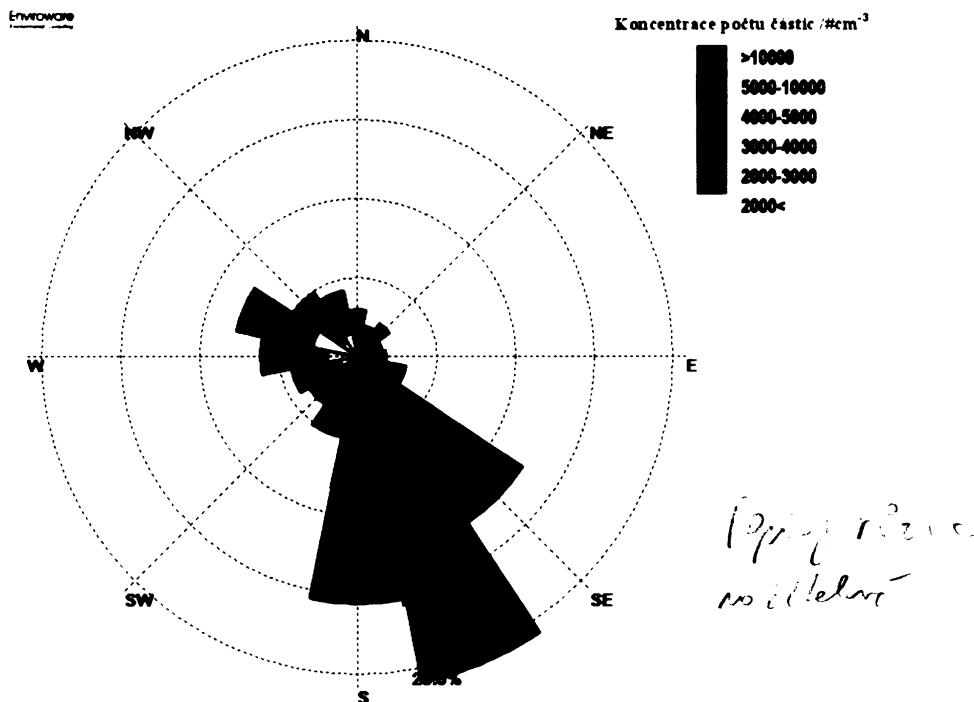 Enviroware
Koncentrace počtu částic /#cm⁻³
>10000
5000-10000
4000-5000
3000-4000
2000-3000
2000<
N
NW
NE
W
E
SW
SE
S